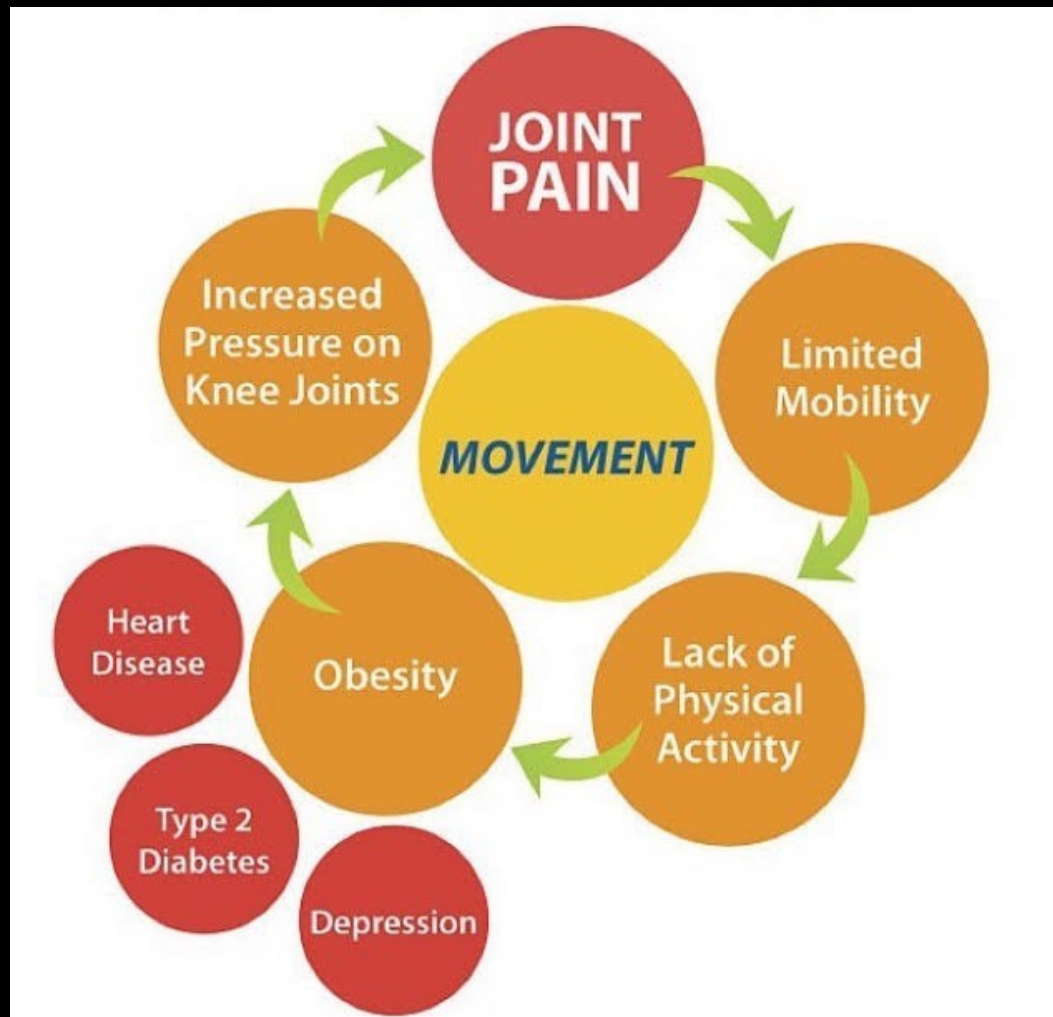 JOINT
PAIN
Limited
Mobility
Lack of
Physical
Activity
Obesity
Increased
Pressure on
Knee Joints
MOVEMENT
Heart
Disease
Type 2
Diabetes
Depression